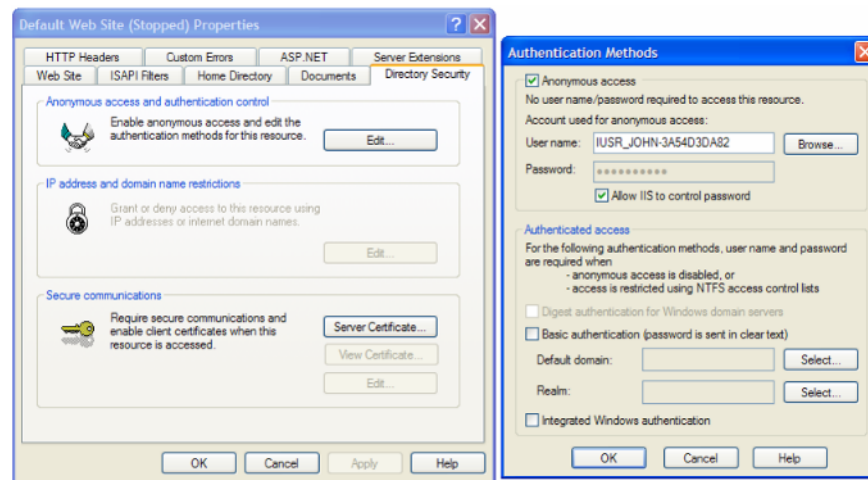 Default Web Site (Stopped) Properties
HTTP Headers Custom Errors ASP.NET Server Extensions
Web Site ISAPI Filters Home Directory Documents Directory Security
Anonymous access and authentication control
Enable anonymous access and edit the
authentication methods for this resource.
Edit...
IP address and domain name restrictions
Grant or deny access to this resource using
IP addresses or internet domain names.
Edit...
Secure communications
Require secure communications and
enable client certificates when this
resource is accessed.
Server Certificate...
View Certificate...
Edit...
OK Cancel Apply Help
Authentication Methods
Anonymous access
No user name/password required to access this resource.
Account used for anonymous access:
User name: IUSR_JOHN-3A54D3DA82 Browse...
Password: ●●●●●●●●●●
Allow IIS to control password
Authenticated access
For the following authentication methods, user name and password
are required when
- anonymous access is disabled, or
- access is restricted using NTFS access control lists
Digest authentication for Windows domain servers
Basic authentication (password is sent in clear text)
Default domain: Select...
Realm: Select...
Integrated Windows authentication
OK Cancel Help